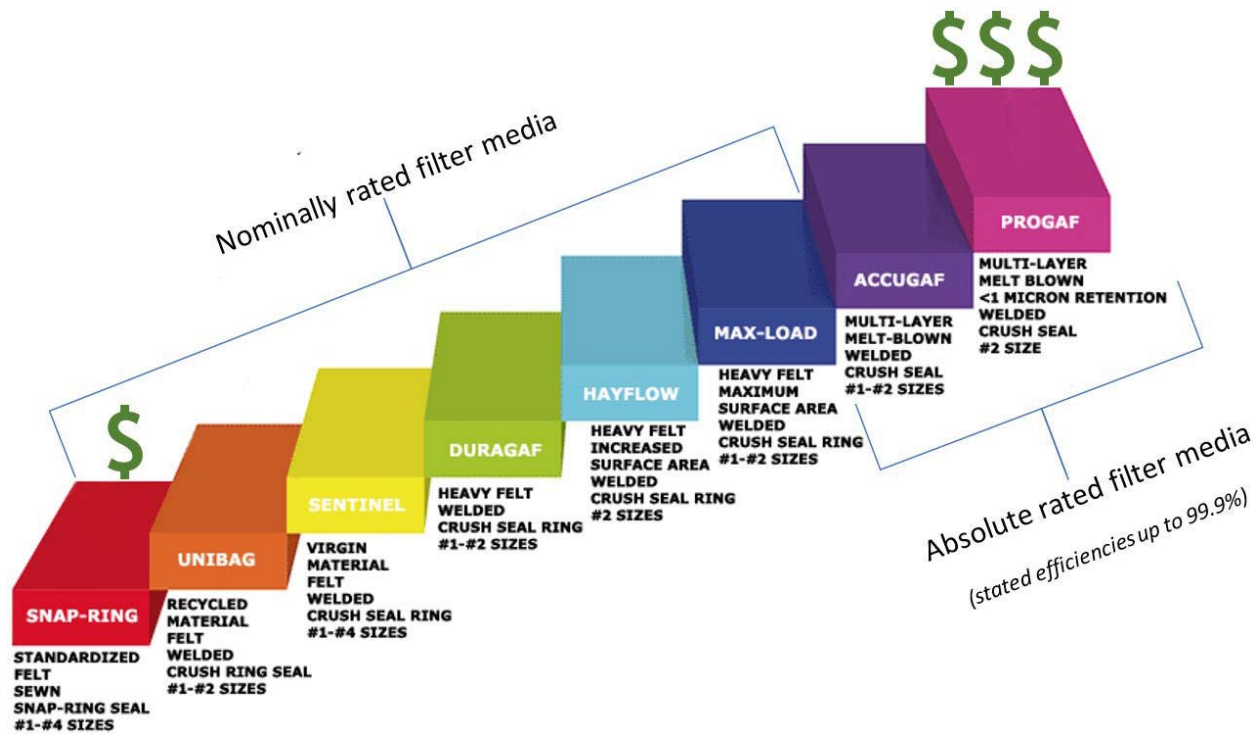 $ $ $
Nominally rated filter media
PROGAF
MULTI-LAYER
MELT BLOWN
<1 MICRON RETENTION
WELDED
CRUSH SEAL
#2 SIZE
ACCUGAF
MULTI-LAYER
MELT-BLOWN
WELDED
CRUSH SEAL
#1-#2 SIZES
MAX-LOAD
HEAVY FELT
MAXIMUM
SURFACE AREA
WELDED
CRUSH SEAL RING
#1-#2 SIZES
HAYFLOW
HEAVY FELT
INCREASED
SURFACE AREA
WELDED
CRUSH SEAL RING
#2 SIZES
DURAGAF
HEAVY FELT
WELDED
CRUSH SEAL RING
#1-#2 SIZES
SENTINEL
VIRGIN
MATERIAL
FELT
WELDED
CRUSH SEAL RING
#1-#4 SIZES
UNIBAG
RECYCLED
MATERIAL
FELT
WELDED
CRUSH RING SEAL
#1-#2 SIZES
$
SNAP-RING
STANDARDIZED
FELT
SEWN
SNAP-RING SEAL
#1-#4 SIZES
Absolute rated filter media
(stated efficiencies up to 99.9%)